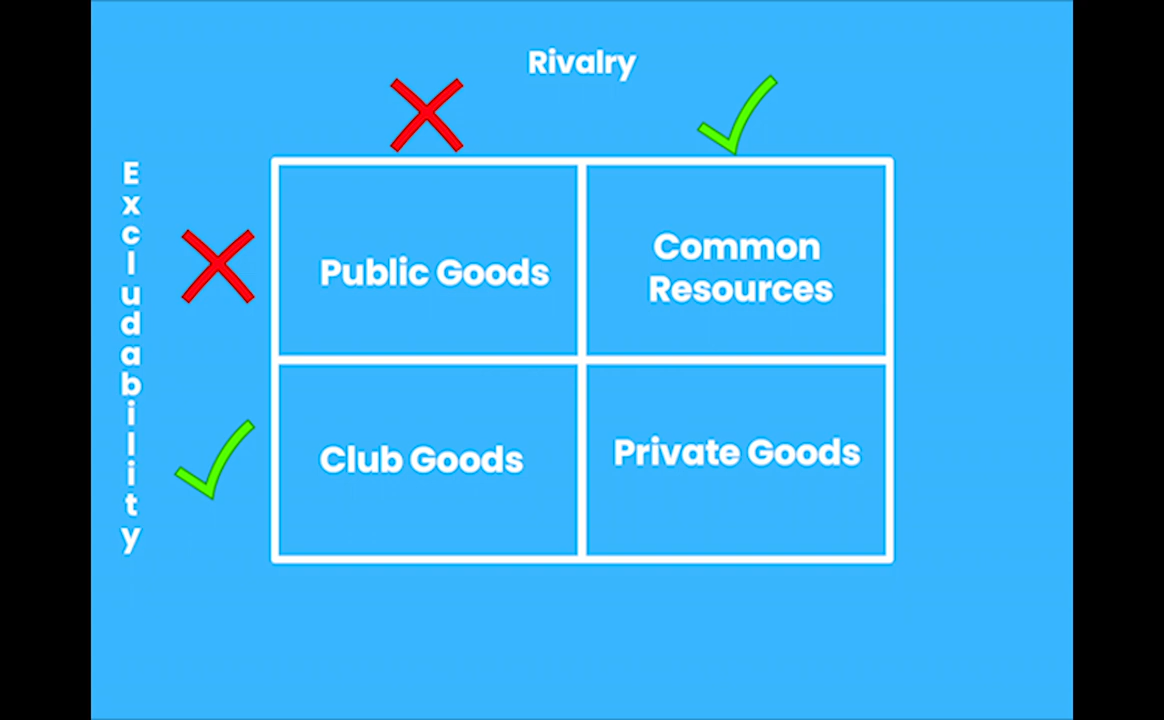 Rivalry
Excludability
Public Goods
Common
Resources
Club Goods
Private Goods